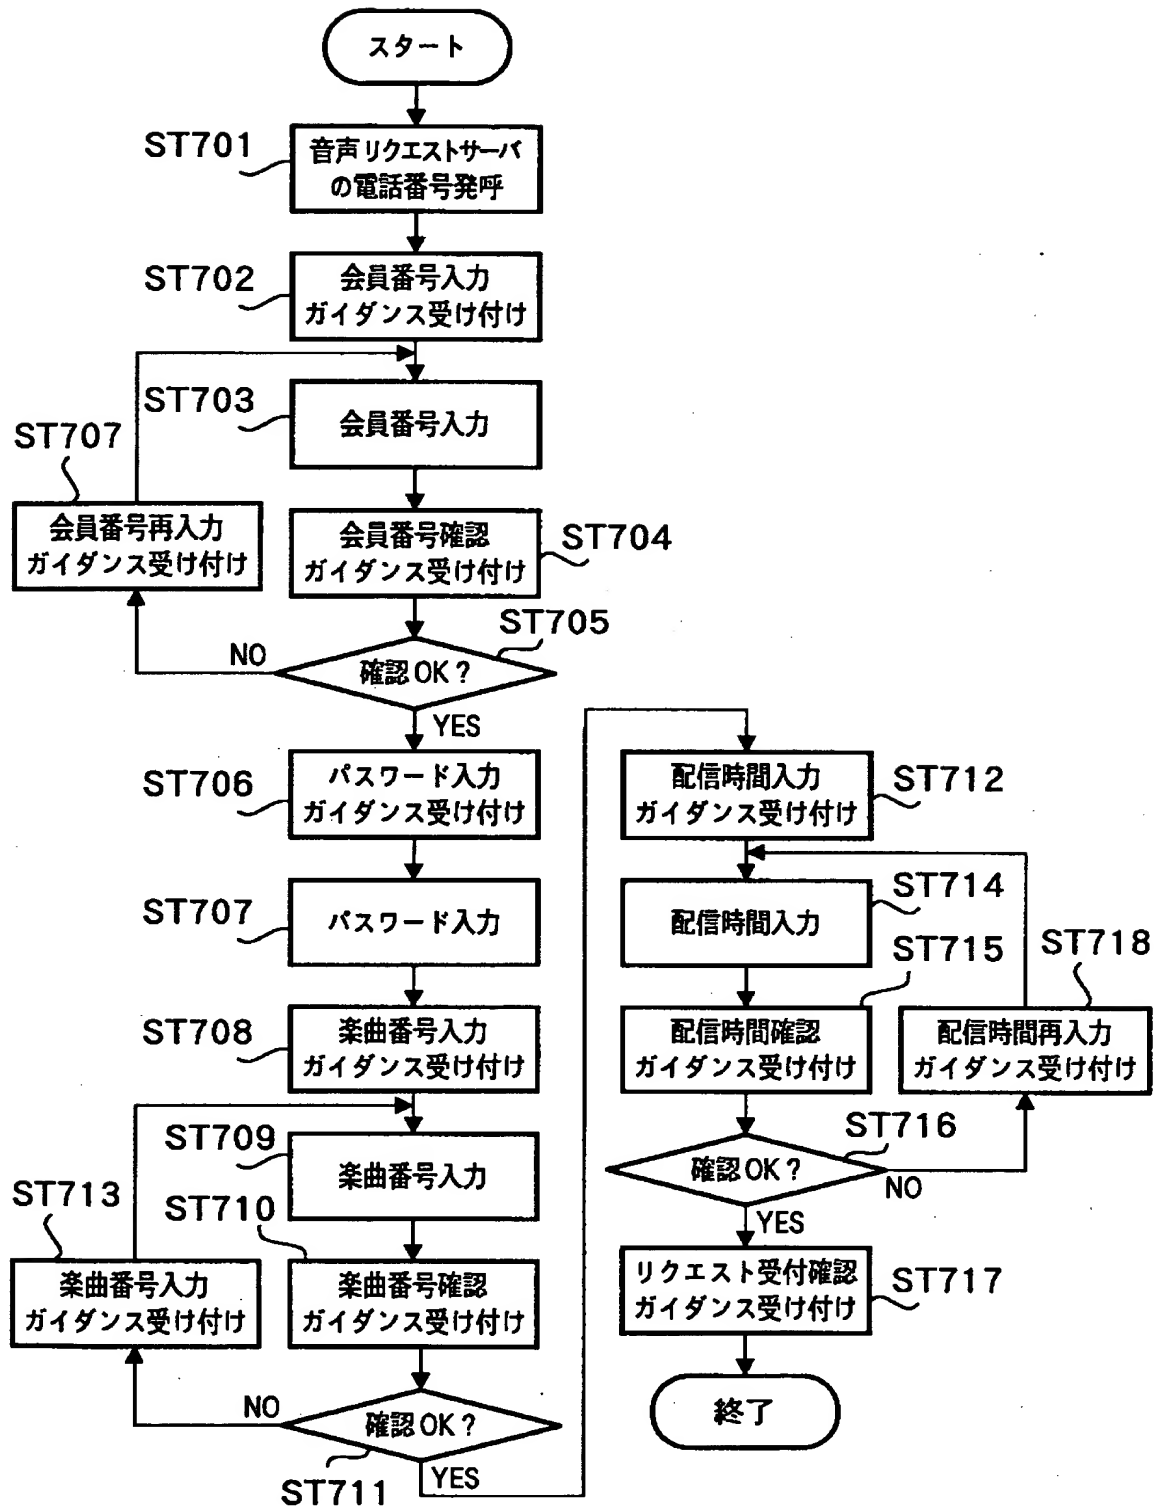 スタート
ST701
音声リクエストサーバ
の電話番号発呼
ST702
会員番号入力
ガイダンス受け付け
ST703
会員番号入力
ST707
会員番号再入力
ガイダンス受け付け
会員番号確認
ガイダンス受け付け
ST704
ST705
NO
確認OK?
YES
ST706
パスワード入力
ガイダンス受け付け
ST707
パスワード入力
ST708
楽曲番号入力
ガイダンス受け付け
ST709
楽曲番号入力
ST713
楽曲番号入力
ガイダンス受け付け
ST710
楽曲番号確認
ガイダンス受け付け
NO
確認OK?
ST711
YES
配信時間入力
ガイダンス受け付け
ST712
配信時間入力
ST714
配信時間確認
ガイダンス受け付け
ST715
ST718
配信時間再入力
ガイダンス受け付け
ST716
確認OK?
NO
YES
リクエスト受付確認
ガイダンス受け付け
ST717
終了